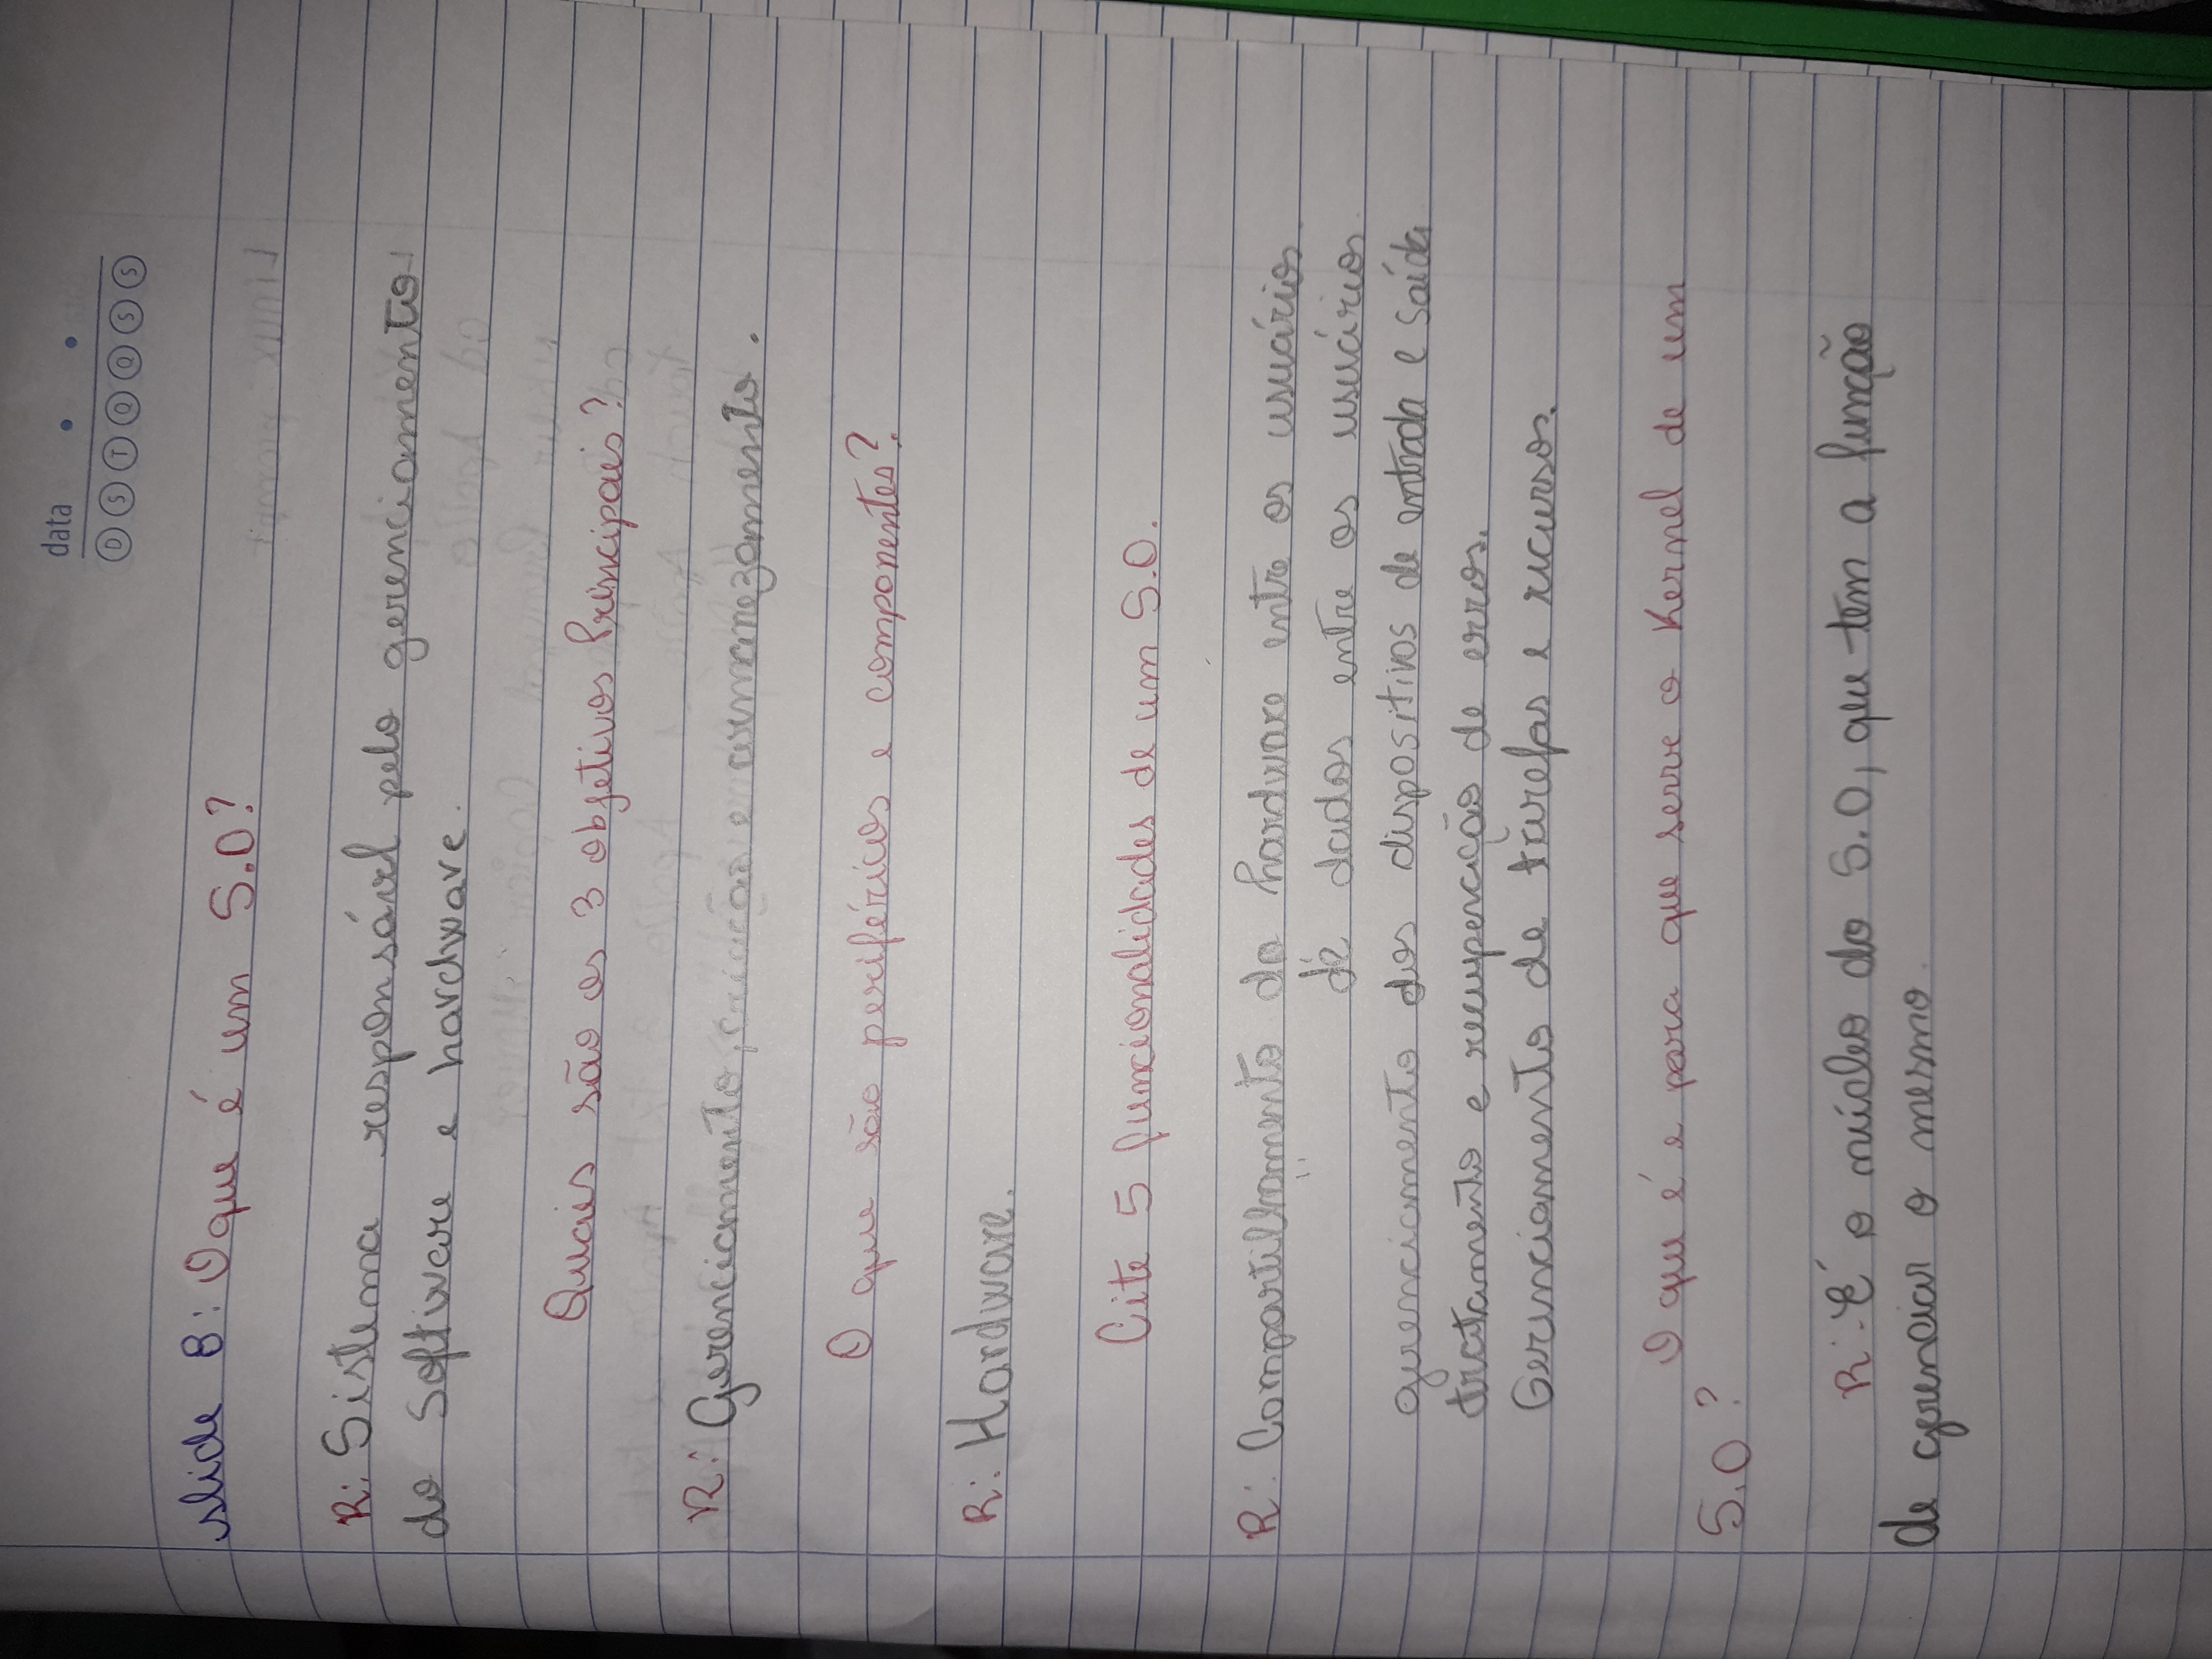 data
D S T Q Q S S
slide 8: O que é um S.O?
R: Sistema responsável pelo gerenciamento
do Software e hardware.
Quais são os 3 objetivos Principais?
R: Gerenciamento, criação e armanezamento.
O que são periféricos e componentes?
R: Hardware.
Cite 5 funcionalidades de um S.O.
R: Compartilhamento do hardware entre os usuários.
" de dados entre os usuários.
gerenciamento dos dispositivos de entrada e saída
tratamento e recuperação de erros.
Gerenciamento de tarefas e recursos.
O que é e para que serve o Kernel de um
S.O?
R: É o núcleo do S.O, que tem a função
de gerenciar o mesmo.